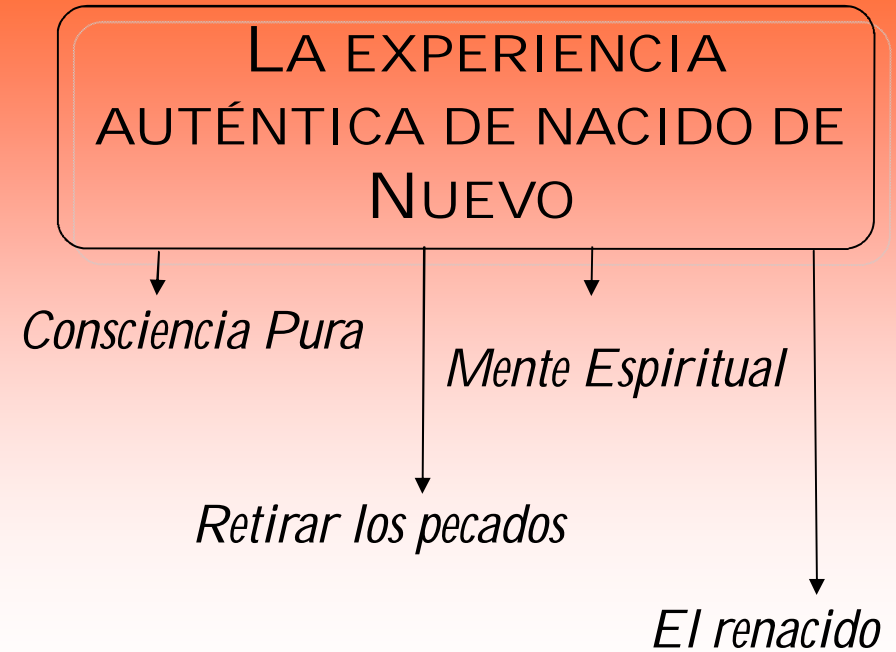 LA EXPERIENCIA
AUTÉNTICA DE NACIDO DE
NUEVO
Consciencia Pura
Mente Espiritual
Retirar los pecados
El renacido